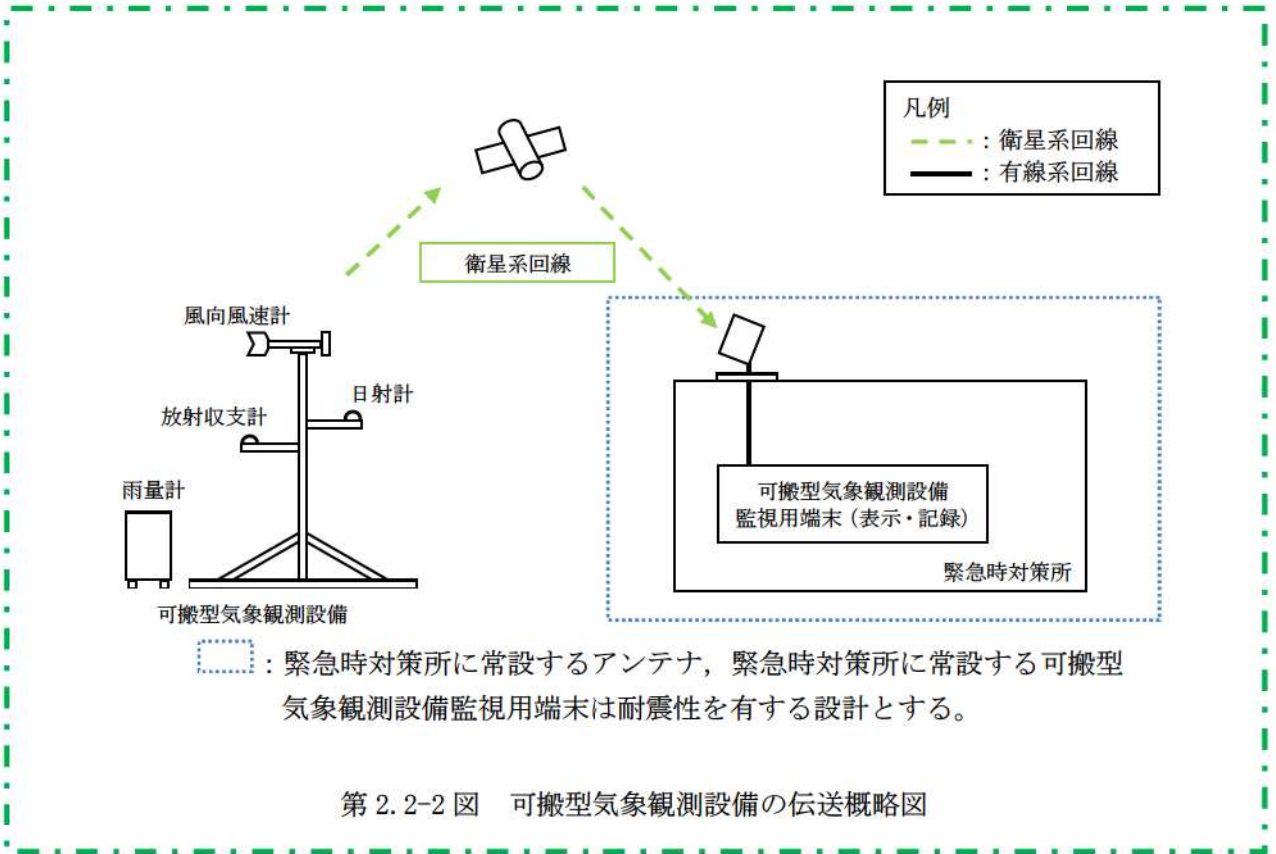 凡例
：衛星系回線
：有線系回線
衛星系回線
風向風速計
日射計
放射収支計
雨量計
可搬型気象観測設備
可搬型気象観測設備
監視用端末（表示・記録）
緊急時対策所
：緊急時対策所に常設するアンテナ，緊急時対策所に常設する可搬型
気象観測設備監視用端末は耐震性を有する設計とする。
第 2.2-2 図　可搬型気象観測設備の伝送概略図